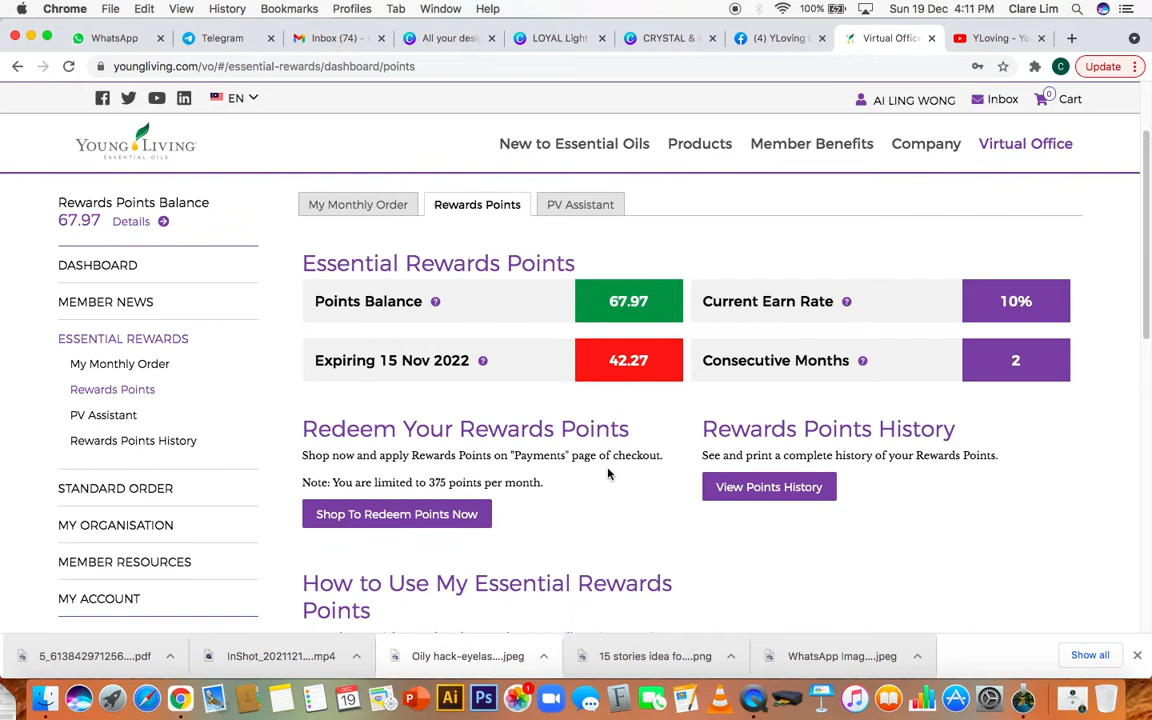 Chrome File Edit View History Bookmarks Profiles Tab Window Help 100% Sun 19 Dec 4:11 PM Clare Lim
WhatsApp Telegram Inbox (74) - All your desi LOYAL Light CRYSTAL & (4) YLoving L Virtual Offic YLoving - Yo
youngliving.com/vo/#/essential-rewards/dashboard/points C Update
EN AI LING WONG Inbox 0 Cart
YOUNG LIVING
ESSENTIAL OILS
New to Essential Oils Products Member Benefits Company Virtual Office
Rewards Points Balance
67.97 Details
My Monthly Order Rewards Points PV Assistant
DASHBOARD
MEMBER NEWS
ESSENTIAL REWARDS
My Monthly Order
Rewards Points
PV Assistant
Rewards Points History
STANDARD ORDER
MY ORGANISATION
MEMBER RESOURCES
MY ACCOUNT
Essential Rewards Points
Points Balance ? 67.97 Current Earn Rate ? 10%
Expiring 15 Nov 2022 ? 42.27 Consecutive Months ? 2
Redeem Your Rewards Points
Shop now and apply Rewards Points on "Payments" page of checkout.
Note: You are limited to 375 points per month.
Shop To Redeem Points Now
Rewards Points History
See and print a complete history of your Rewards Points.
View Points History
How to Use My Essential Rewards
Points
5_613842971256....pdf InShot_2021121....mp4 Oily hack-eyelas....jpeg 15 stories idea fo....png WhatsApp Imag....jpeg Show all
DEC 19 Ai Ps 1